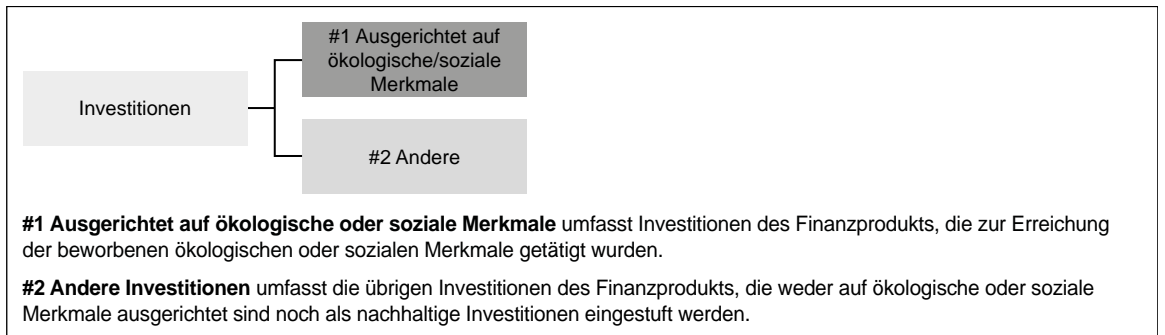 #1 Ausgerichtet auf
ökologische/soziale
Merkmale
Investitionen
#2 Andere
#1 Ausgerichtet auf ökologische oder soziale Merkmale umfasst Investitionen des Finanzprodukts, die zur Erreichung
der beworbenen ökologischen oder sozialen Merkmale getätigt wurden.
#2 Andere Investitionen umfasst die übrigen Investitionen des Finanzprodukts, die weder auf ökologische oder soziale
Merkmale ausgerichtet sind noch als nachhaltige Investitionen eingestuft werden.